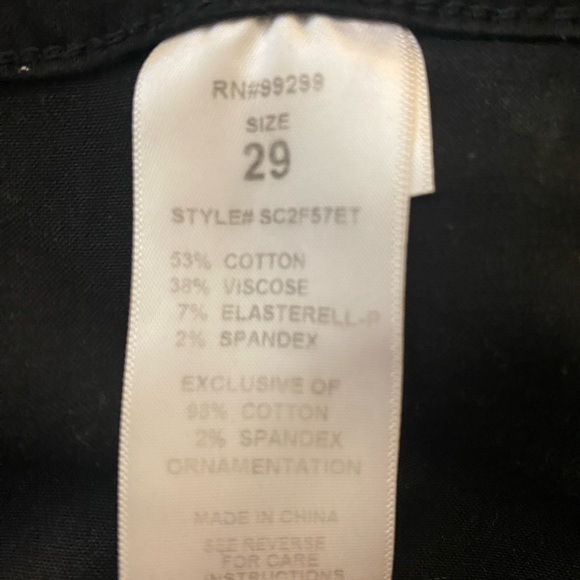 RN#99299
SIZE
29
STYLE# SC2F57ET
53% COTTON
38% VISCOSE
7% ELASTERELL-P
2% SPANDEX
EXCLUSIVE OF
98% COTTON
2% SPANDEX
ORNAMENTATION
MADE IN CHINA
SEE REVERSE
FOR CARE
INSTRUCTIONS